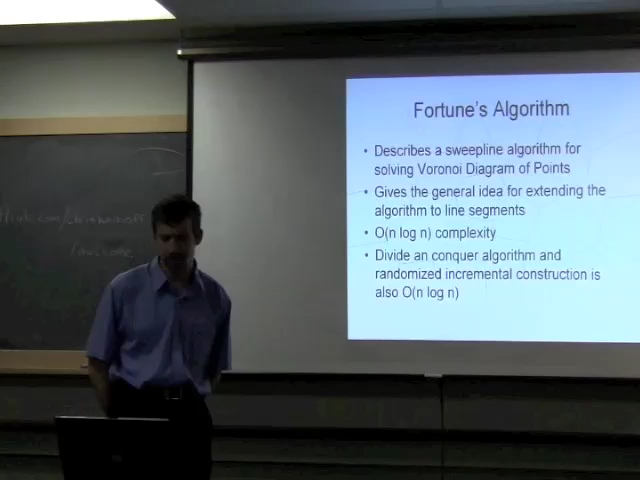 Fortune's Algorithm
• Describes a sweepline algorithm for
solving Voronoi Diagram of Points
• Gives the general idea for extending the
algorithm to line segments
• O(n log n) complexity
• Divide an conquer algorithm and
randomized incremental construction is
also O(n log n)